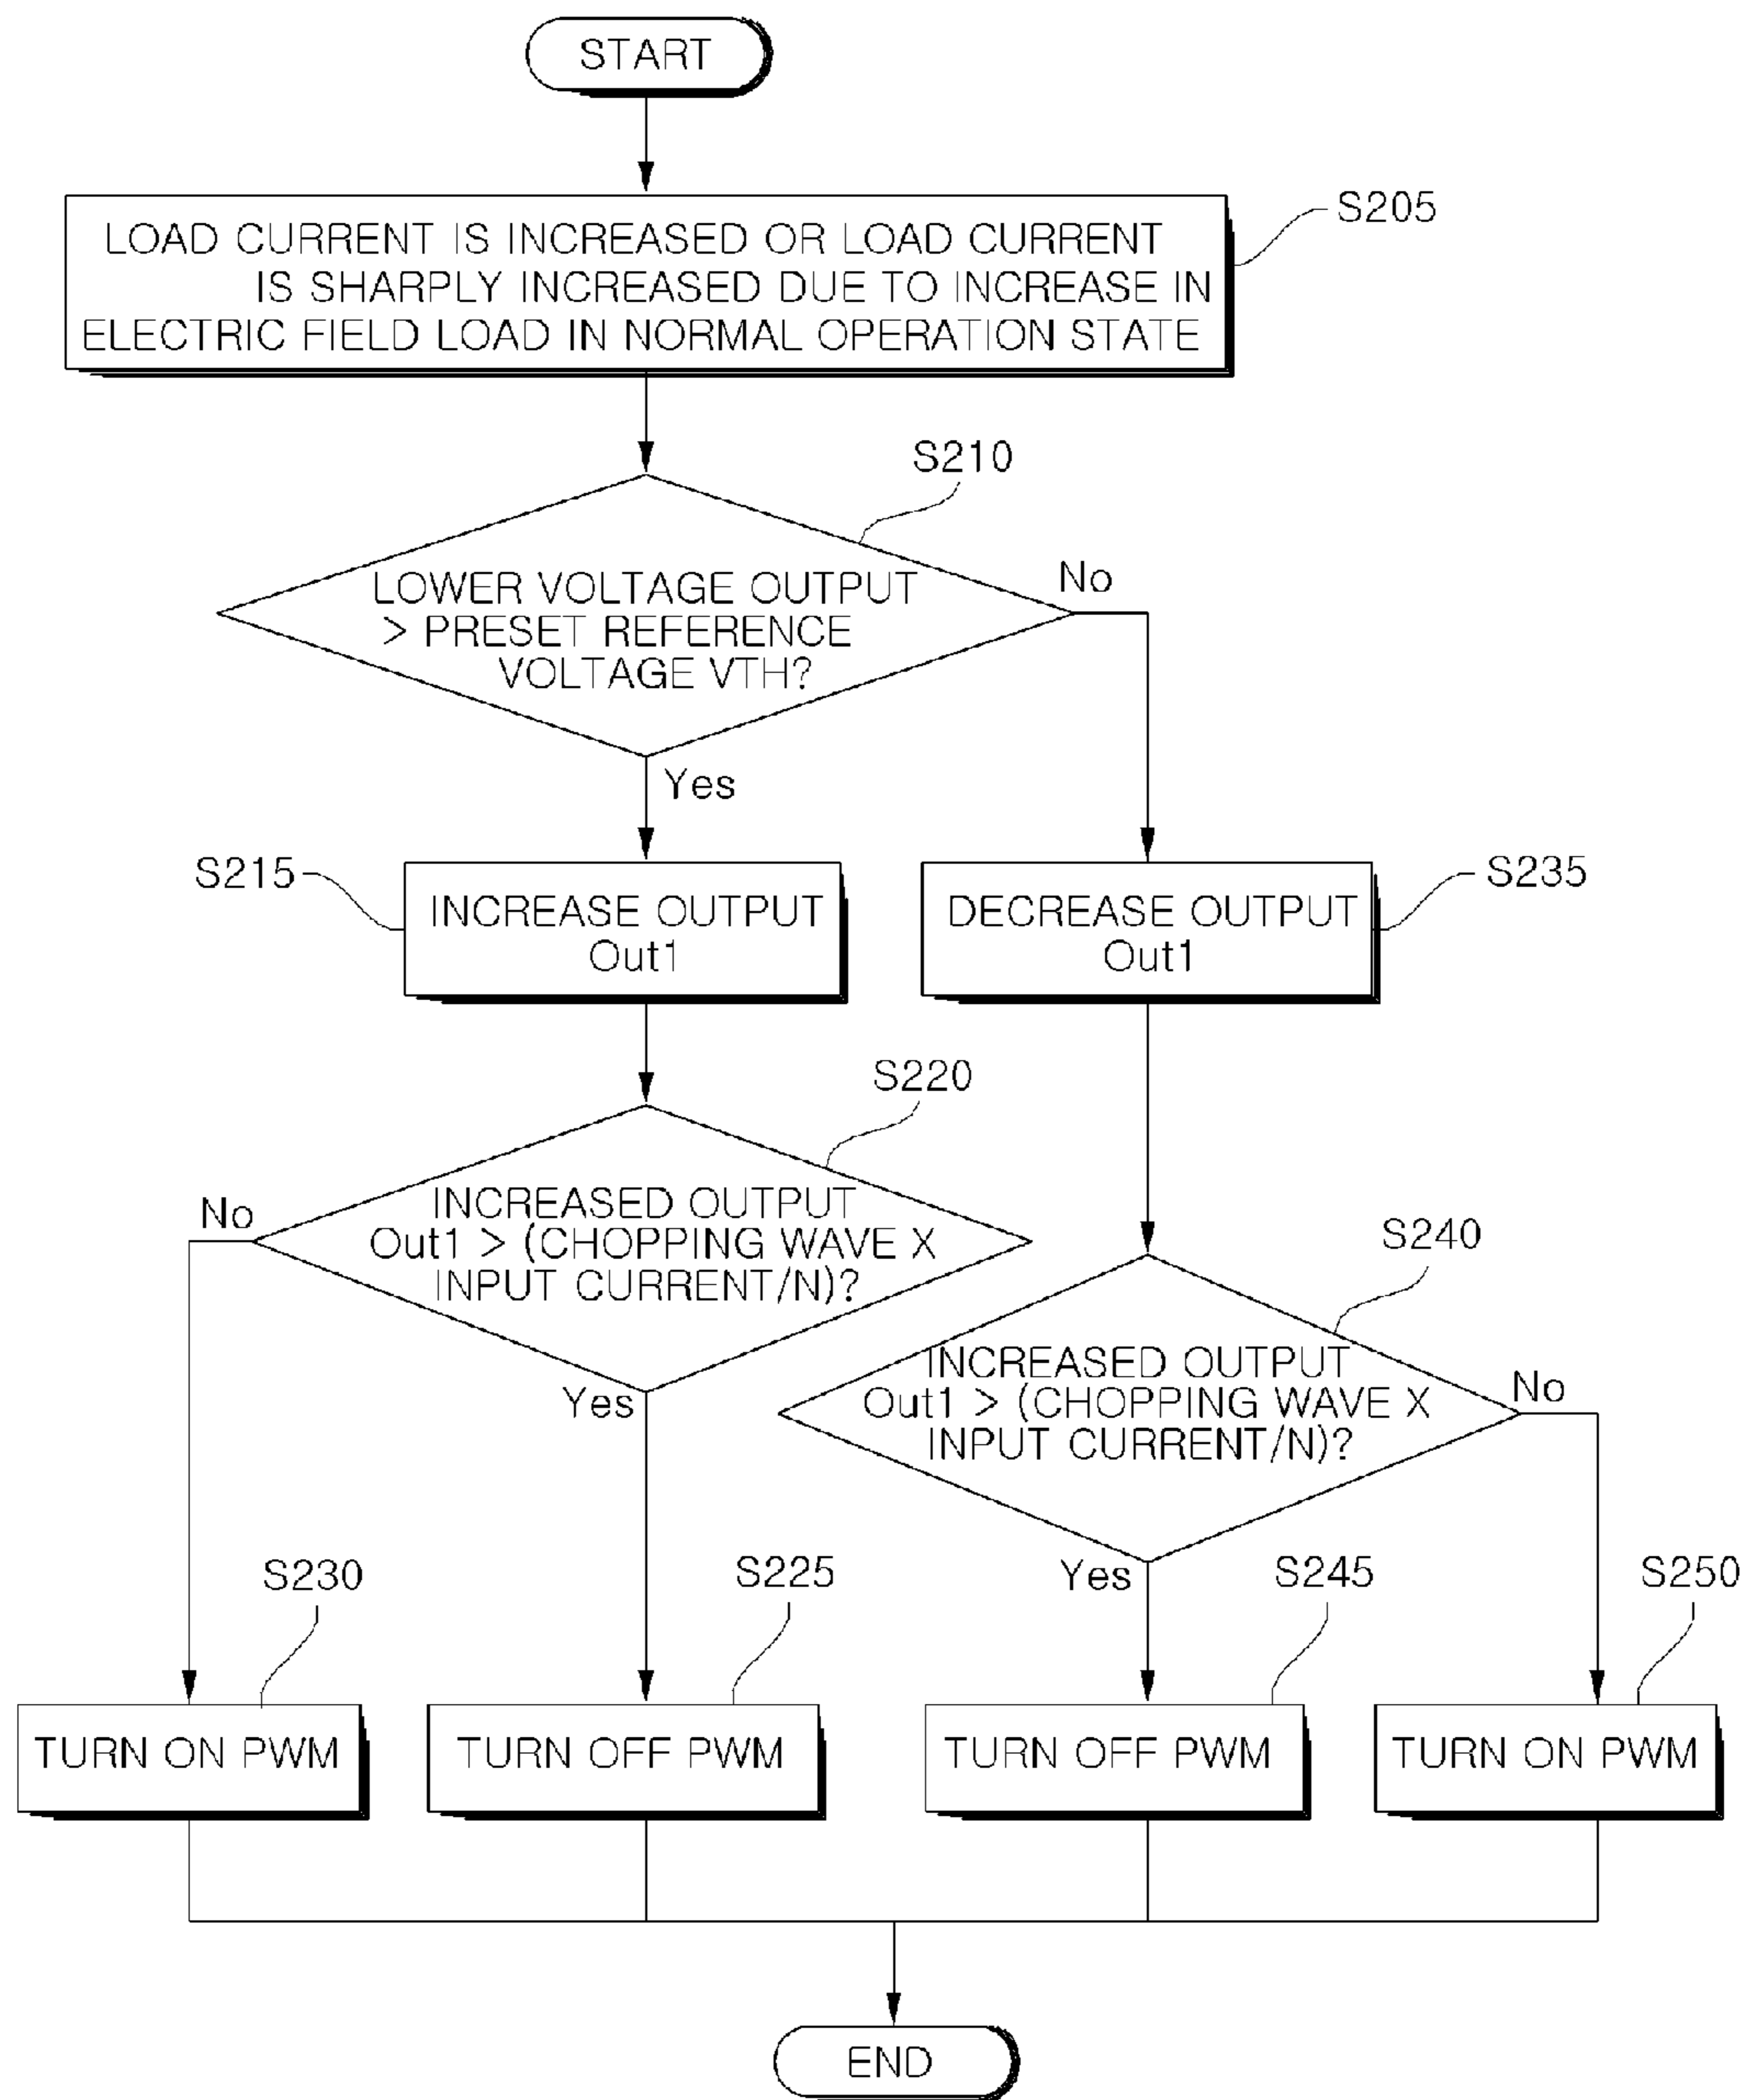 START
LOAD CURRENT IS INCREASED OR LOAD CURRENT
IS SHARPLY INCREASED DUE TO INCREASE IN
ELECTRIC FIELD LOAD IN NORMAL OPERATION STATE
S205
S210
LOWER VOLTAGE OUTPUT
> PRESET REFERENCE
VOLTAGE VTH?
No
Yes
S215
INCREASE OUTPUT
Out1
DECREASE OUTPUT
Out1
S235
S220
No
INCREASED OUTPUT
Out1 > (CHOPPING WAVE X
INPUT CURRENT/N)?
Yes
S240
INCREASED OUTPUT
Out1 > (CHOPPING WAVE X
INPUT CURRENT/N)?
No
Yes
S230
S225
S245
S250
TURN ON PWM
TURN OFF PWM
TURN OFF PWM
TURN ON PWM
END